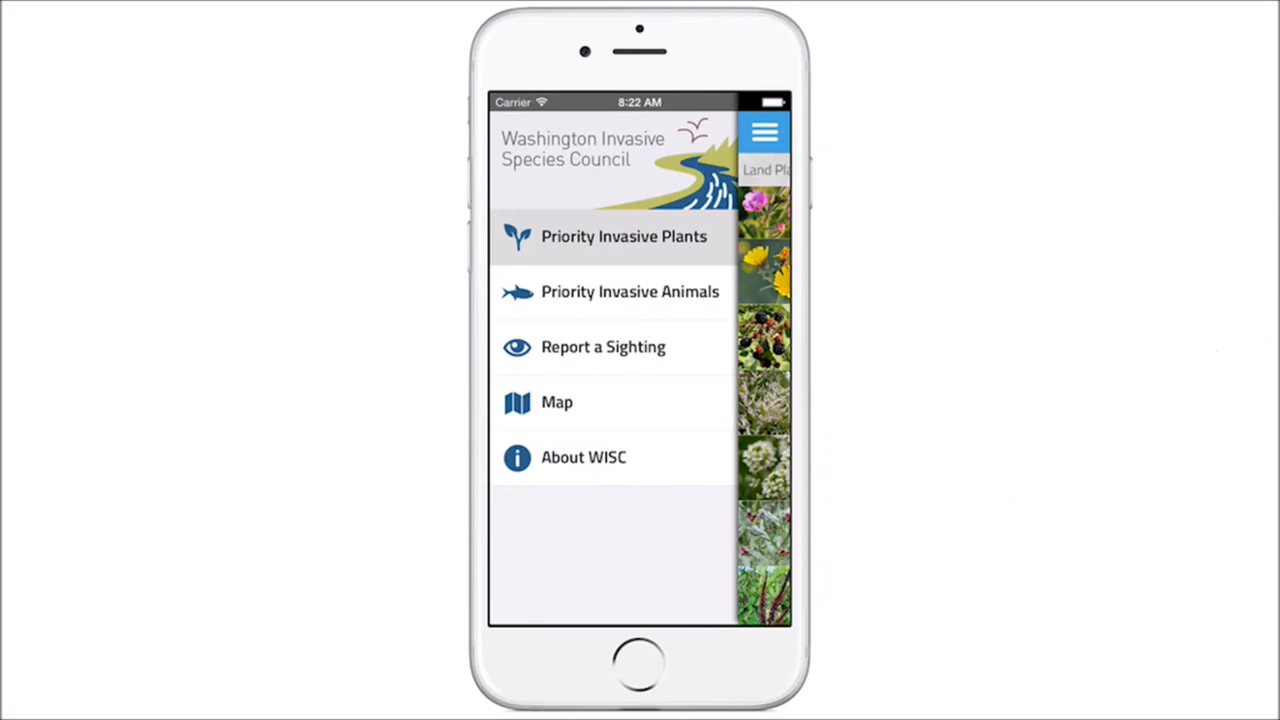 Carrier
8:22 AM
Washington Invasive
Species Council
Land Pla
Priority Invasive Plants
Priority Invasive Animals
Report a Sighting
Map
About WISC